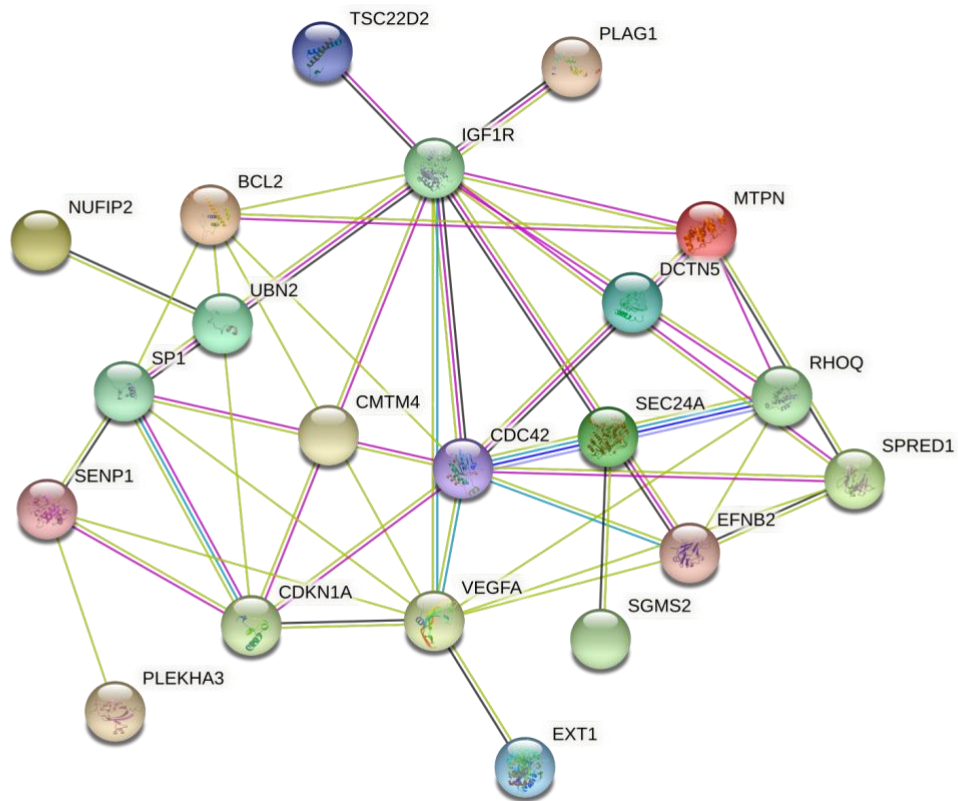 TSC22D2
PLAG1
IGF1R
BCL2
MTPN
NUFIP2
DCTN5
UBN2
SP1
RHOQ
CMTM4
SEC24A
CDC42
SPRED1
SENP1
EFNB2
CDKN1A
VEGFA
SGMS2
PLEKHA3
EXT1